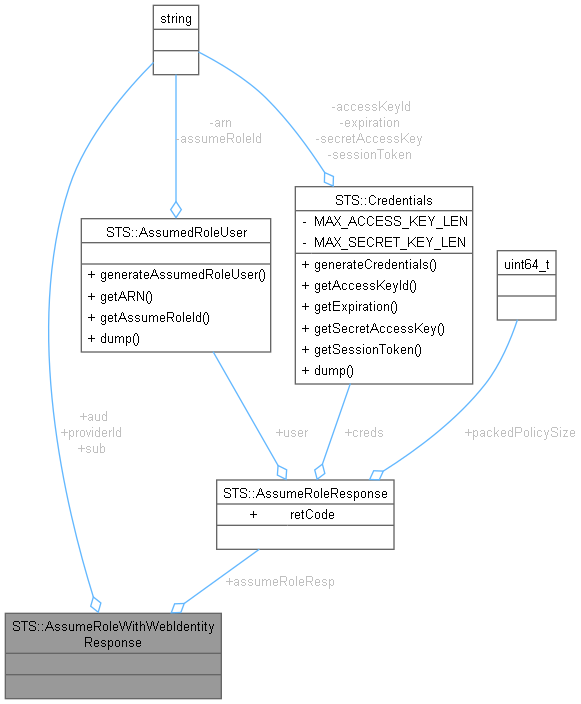 string
-arn
-assumeRoleId
-accessKeyId
-expiration
-secretAccessKey
-sessionToken
STS::AssumedRoleUser
+ generateAssumedRoleUser()
+ getARN()
+ getAssumeRoleId()
+ dump()
STS::Credentials
- MAX_ACCESS_KEY_LEN
- MAX_SECRET_KEY_LEN
+ generateCredentials()
+ getAccessKeyId()
+ getExpiration()
+ getSecretAccessKey()
+ getSessionToken()
+ dump()
uint64_t
+aud
+providerId
+sub
+user
+creds
+packedPolicySize
STS::AssumeRoleResponse
+ retCode
+assumeRoleResp
STS::AssumeRoleWithWebIdentity
Response